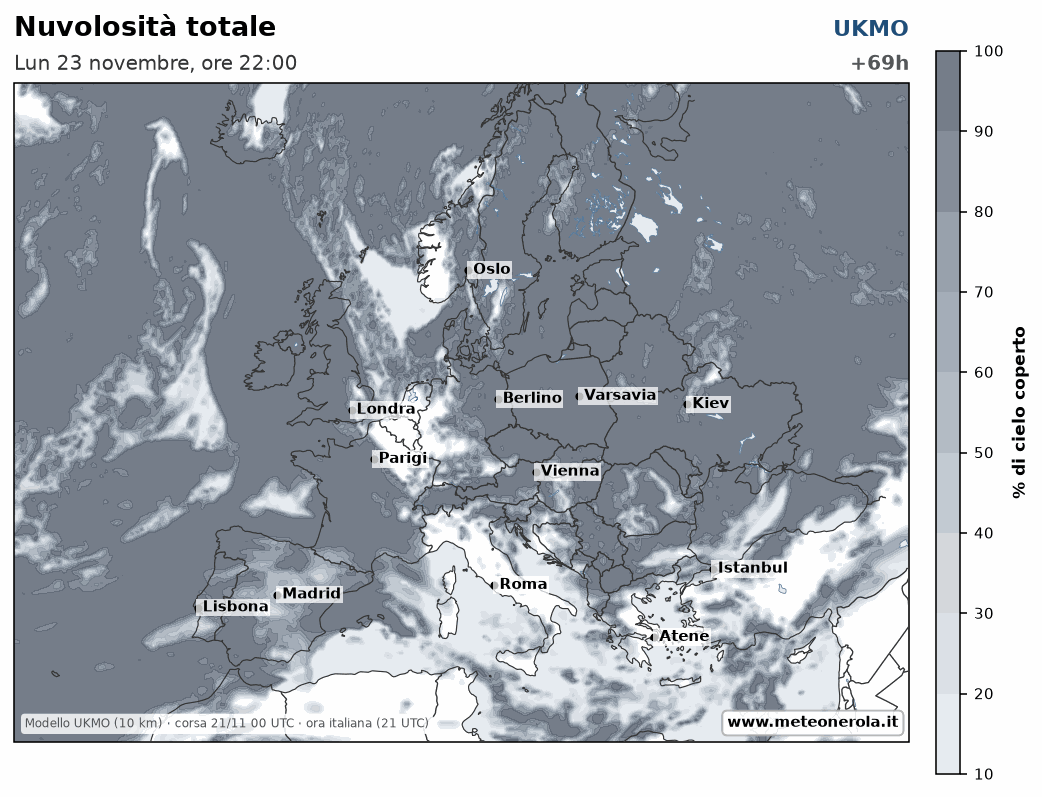 Nuvolosità totale
UKMO
Lun 23 novembre, ore 22:00
+69h
100
90
80
70
60
50
40
30
20
10
% di cielo coperto
Oslo
Londra
Berlino
Varsavia
Kiev
Parigi
Vienna
Istanbul
Roma
Madrid
Lisbona
Atene
Modello UKMO (10 km) · corsa 21/11 00 UTC · ora italiana (21 UTC)
www.meteonerola.it